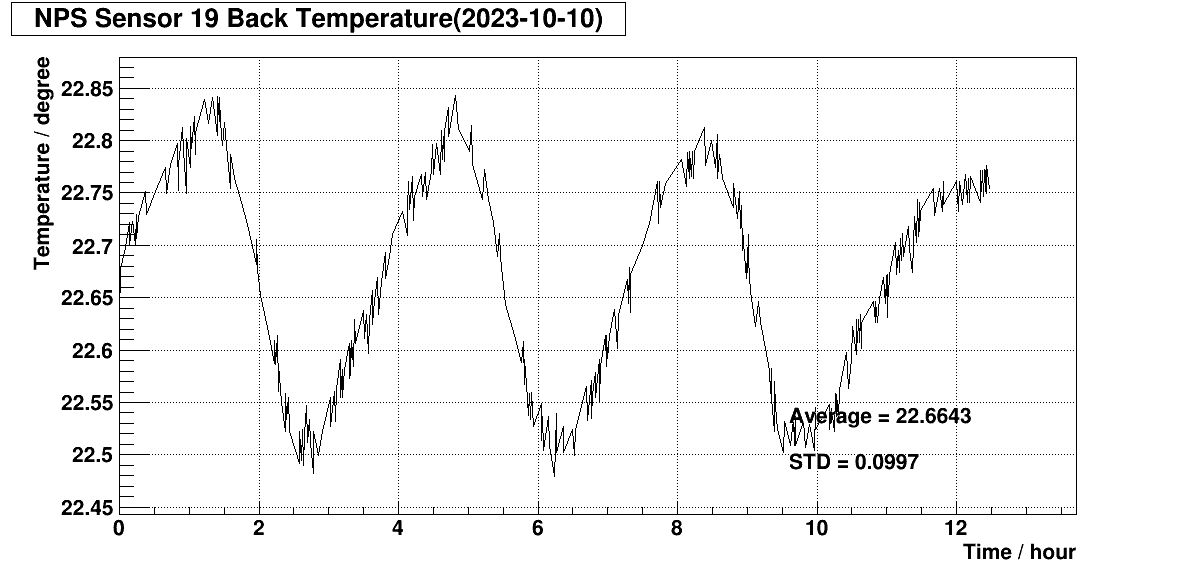 NPS Sensor 19 Back Temperature(2023-10-10)
Temperature / degree
22.85
22.8
22.75
22.7
22.65
22.6
22.55
22.5
22.45
Average = 22.6643
STD = 0.0997
0 2 4 6 8 10 12
Time / hour